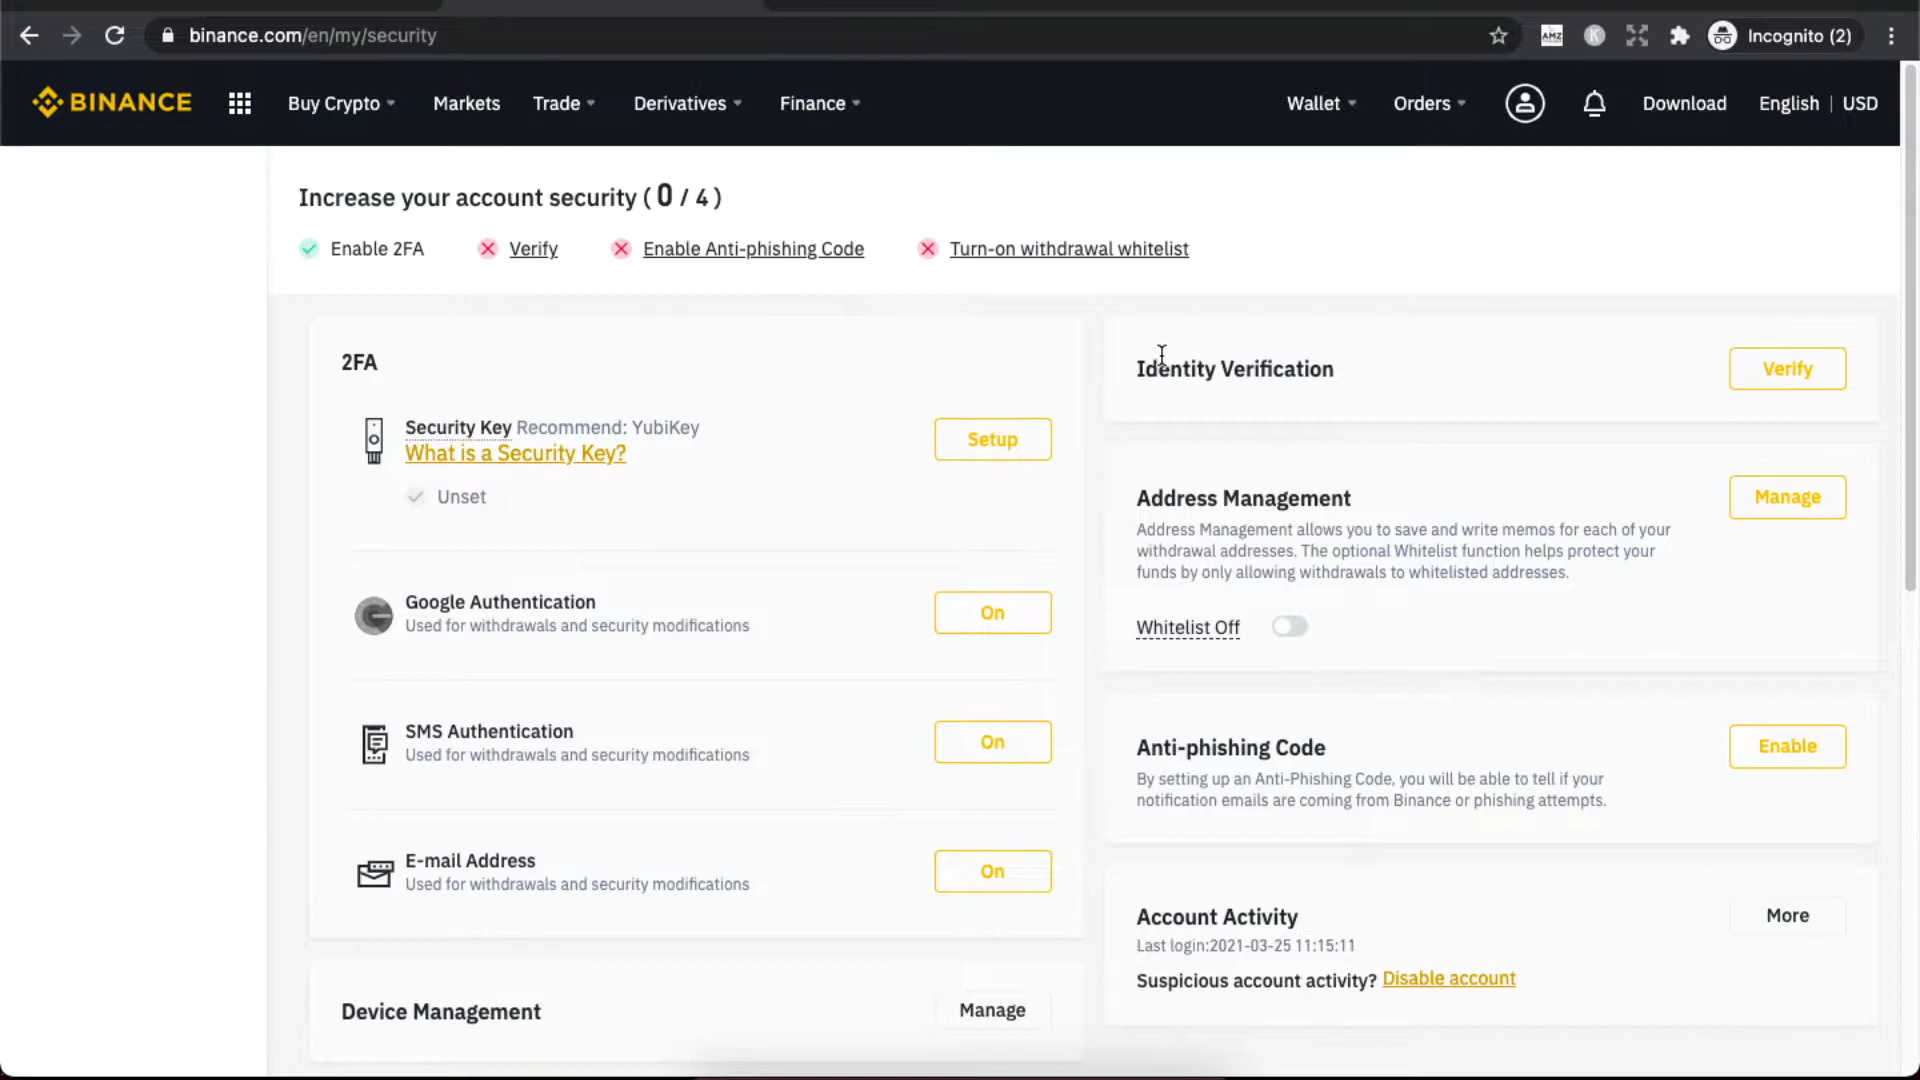 binance.com/en/my/security
AMZ
K
Incognito (2)
BINANCE
Buy Crypto
Markets
Trade
Derivatives
Finance
Wallet
Orders
Download
English | USD
Increase your account security ( 0 / 4 )
Enable 2FA
Verify
Enable Anti-phishing Code
Turn-on withdrawal whitelist
2FA
Security Key Recommend: YubiKey
What is a Security Key?
Unset
Setup
Google Authentication
Used for withdrawals and security modifications
On
SMS Authentication
Used for withdrawals and security modifications
On
E-mail Address
Used for withdrawals and security modifications
On
Device Management
Manage
Identity Verification
Verify
Address Management
Manage
Address Management allows you to save and write memos for each of your
withdrawal addresses. The optional Whitelist function helps protect your
funds by only allowing withdrawals to whitelisted addresses.
Whitelist Off
Anti-phishing Code
Enable
By setting up an Anti-Phishing Code, you will be able to tell if your
notification emails are coming from Binance or phishing attempts.
Account Activity
More
Last login:2021-03-25 11:15:11
Suspicious account activity? Disable account